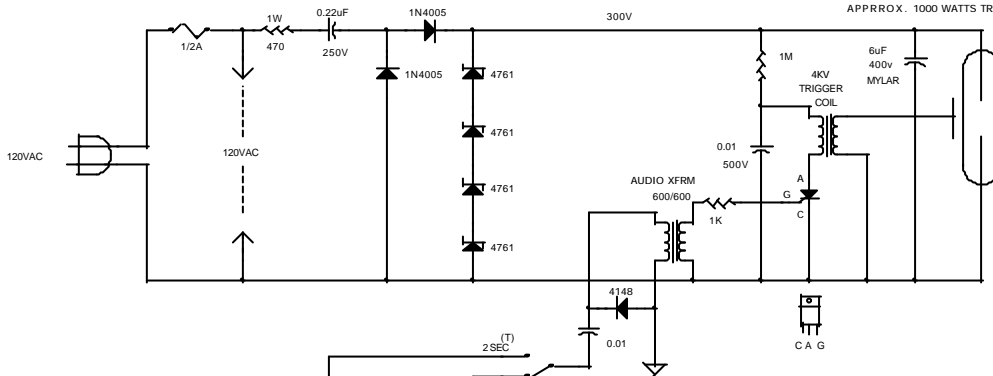 APPRROX. 1000 WATTS TR
0.22uF
1N4005
1W
300V
1/2A
470
250V
1M
6uF
400v
MYLAR
1N4005
4761
4KV
TRIGGER
COIL
4761
120VAC
120VAC
0.01
500V
4761
AUDIO XFRM
600/600
A
G
C
1K
4761
4148
0.01
C A G
(T)
2SEC